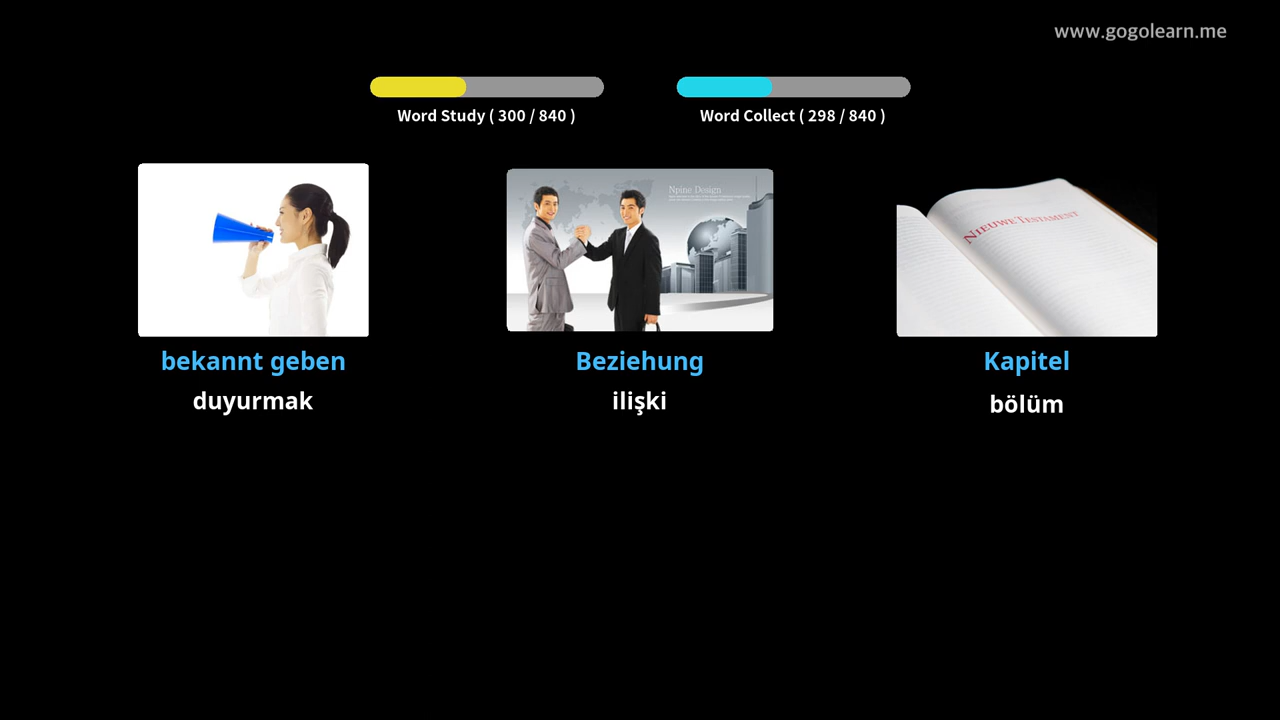 www.gogolearn.me
Word Study ( 300 / 840 )
Word Collect ( 298 / 840 )
Npine Design
NIEUWE TESTAMENT
bekannt geben
Beziehung
Kapitel
duyurmak
ilişki
bölüm